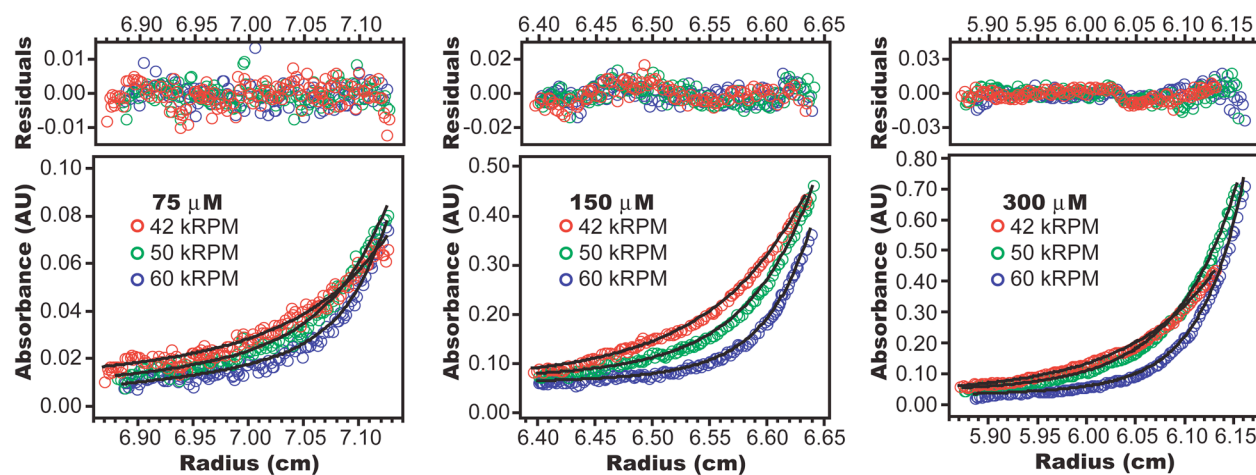 6.90 6.95 7.00 7.05 7.10
Residuals
0.01
0.00
-0.01
Absorbance (AU)
0.10
0.08
0.06
0.04
0.02
0.00
75 μM
42 kRPM
50 kRPM
60 kRPM
6.90 6.95 7.00 7.05 7.10
Radius (cm)
6.40 6.45 6.50 6.55 6.60 6.65
Residuals
0.02
0.00
-0.02
Absorbance (AU)
0.50
0.40
0.30
0.20
0.10
0.00
150 μM
42 kRPM
50 kRPM
60 kRPM
6.40 6.45 6.50 6.55 6.60 6.65
Radius (cm)
5.90 5.95 6.00 6.05 6.10 6.15
Residuals
0.03
0.00
-0.03
Absorbance (AU)
0.80
0.70
0.60
0.50
0.40
0.30
0.20
0.10
0.00
300 μM
42 kRPM
50 kRPM
60 kRPM
5.90 5.95 6.00 6.05 6.10 6.15
Radius (cm)